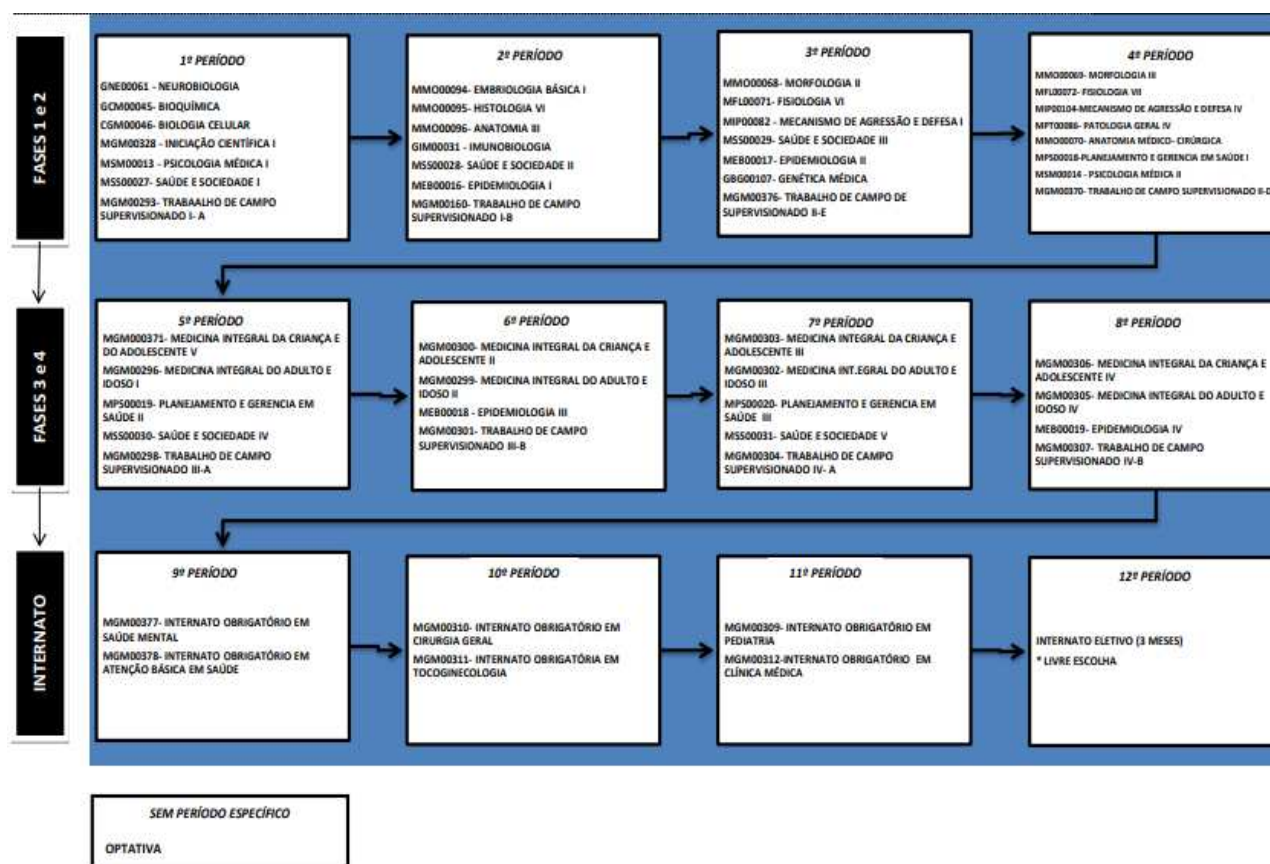 FASES 1 e 2
1º PERÍODO
GNE00061 - NEUROBIOLOGIA
GCM00045- BIOQUÍMICA
CGM00046- BIOLOGIA CELULAR
MGM00328 - INICIAÇÃO CIENTÍFICA I
MSM00013 - PSICOLOGIA MÉDICA I
MSS00027- SAÚDE E SOCIEDADE I
MGM00293- TRABAALHO DE CAMPO
SUPERVISIONADO I- A
2º PERÍODO
MMO00094- EMBRIOLOGIA BÁSICA I
MMO00095- HISTOLOGIA VI
MMO00096- ANATOMIA III
GIM00031 - IMUNOBIOLOGIA
MSS00028- SAÚDE E SOCIEDADE II
MEB00016- EPIDEMIOLOGIA I
MGM00160- TRABALHO DE CAMPO
SUPERVISIONADO I-B
3º PERÍODO
MMO00068- MORFOLOGIA II
MFL00071- FISIOLOGIA VI
MIP00082 - MECANISMO DE AGRESSÃO E DEFESA I
MSS00029- SAÚDE E SOCIEDADE III
MEB00017- EPIDEMIOLOGIA II
GBG00107- GENÉTICA MÉDICA
MGM00376- TRABALHO DE CAMPO DE
SUPERVISIONADO II-E
4º PERÍODO
MMO00069- MORFOLOGIA III
MFL00072- FISIOLOGIA VII
MIP00104-MECANISMO DE AGRESSÃO E DEFESA IV
MPT00086- PATOLOGIA GERAL IV
MMO00070- ANATOMIA MÉDICO- CIRÚRGICA
MPS00018-PLANEJAMENTO E GERENCIA EM SAÚDE I
MSM00014 - PSICOLOGIA MÉDICA II
MGM00370- TRABALHO DE CAMPO SUPERVISIONADO II-D
FASES 3 e 4
5º PERÍODO
MGM000371- MEDICINA INTEGRAL DA CRIANÇA E
DO ADOLESCENTE V
MGM00296- MEDICINA INTEGRAL DO ADULTO E
IDOSO I
MPS00019- PLANEJAMENTO E GERENCIA EM
SAÚDE II
MSS00030- SAÚDE E SOCIEDADE IV
MGM00298- TRABALHO DE CAMPO
SUPERVISIONADO III-A
6º PERÍODO
MGM00300- MEDICINA INTEGRAL DA CRIANÇA E
ADOLESCENTE II
MGM00299- MEDICINA INTEGRAL DO ADULTO E
IDOSO II
MEB00018 - EPIDEMIOLOGIA III
MGM00301- TRABALHO DE CAMPO
SUPERVISIONADO III-B
7º PERÍODO
MGM00303- MEDICINA INTEGRAL DA CRIANÇA E
ADOLESCENTE III
MGM00302- MEDICINA INT.EGRAL DO ADULTO E
IDOSO III
MPS00020- PLANEJAMENTO E GERENCIA EM
SAÚDE III
MSS00031- SAÚDE E SOCIEDADE V
MGM00304- TRABALHO DE CAMPO
SUPERVISIONADO IV- A
8º PERÍODO
MGM00306- MEDICINA INTEGRAL DA CRIANÇA E
ADOLESCENTE IV
MGM00305- MEDICINA INTEGRAL DO ADULTO E
IDOSO IV
MEB00019- EPIDEMIOLOGIA IV
MGM00307- TRABALHO DE CAMPO
SUPERVISIONADO IV-B
INTERNATO
9º PERÍODO
MGM00377- INTERNATO OBRIGATÓRIO EM
SAÚDE MENTAL
MGM00378- INTERNATO OBRIGATÓRIO EM
ATENÇÃO BÁSICA EM SAÚDE
10º PERÍODO
MGM00310- INTERNATO OBRIGATÓRIO EM
CIRURGIA GERAL
MGM00311- INTERNATO OBRIGATÓRIA EM
TOCOGINECOLOGIA
11º PERÍODO
MGM00309- INTERNATO OBRIGATÓRIO EM
PEDIATRIA
MGM00312-INTERNATO OBRIGATÓRIO EM
CLÍNICA MÉDICA
12º PERÍODO
INTERNATO ELETIVO (3 MESES)
* LIVRE ESCOLHA
SEM PERÍODO ESPECÍFICO
OPTATIVA